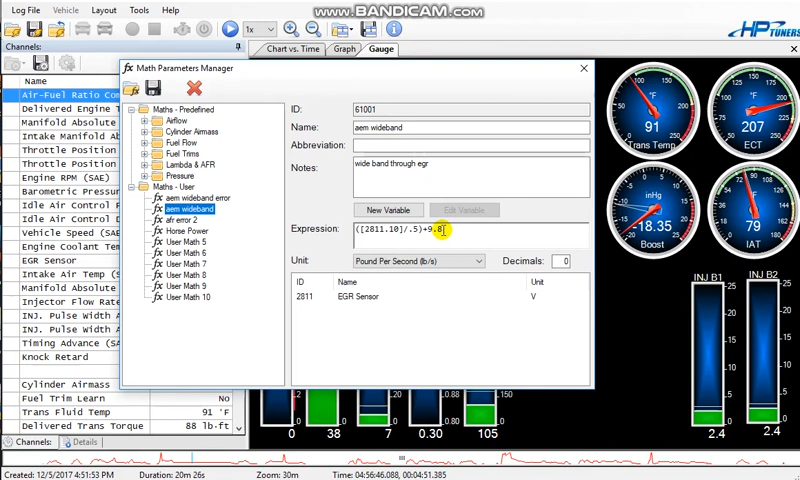 www.BANDICAM.com
Log File Vehicle Layout Tools Help
1x
HP TUNERS
Channels:
Chart vs. Time Graph Gauge
Name
Air-Fuel Ratio Com
Delivered Engine T
Manifold Absolute
Intake Manifold Ab
Throttle Position
Engine RPM (SAE)
Barometric Pressu
Idle Air Control
Idle Air Control
Vehicle Speed (SA
Engine Coolant Tem
EGR Sensor
Intake Air Temp (S
Manifold Absolute
Injector Flow Rate
INJ. Pulse Width A
INJ. Pulse Width A
Timing Advance (SA
Knock Retard
Cylinder Airmass
Fuel Trim Learn No
Trans Fluid Temp 91 °F
Delivered Trans Torque 88 lb-ft
Channels: Details
Math Parameters Manager
Maths - Predefined
Airflow
Cylinder Airmass
Fuel Flow
Fuel Trims
Lambda & AFR
Pressure
Maths - User
aem wideband error
aem wideband
afr error 2
Horse Power
User Math 5
User Math 6
User Math 7
User Math 8
User Math 9
User Math 10
ID: 61001
Name: aem wideband
Abbreviation:
Notes: wide band through egr
New Variable Edit Variable
Expression: ([2811.10]/.5)+9.8
Unit: Pound Per Second (lb/s) Decimals: 0
ID Name Unit
2811 EGR Sensor V
°F
91
Trans Temp
°F
207
ECT
inHg
-18.35
Boost
°F
79
IAT
INJ B1 INJ B2
2.4 2.4
0 38 7 0.30 105
Created: 12/5/2017 4:51:53 PM Duration: 20m 26s Zoom: 30m Time: 04:56:46.088 / 00:04:51.385